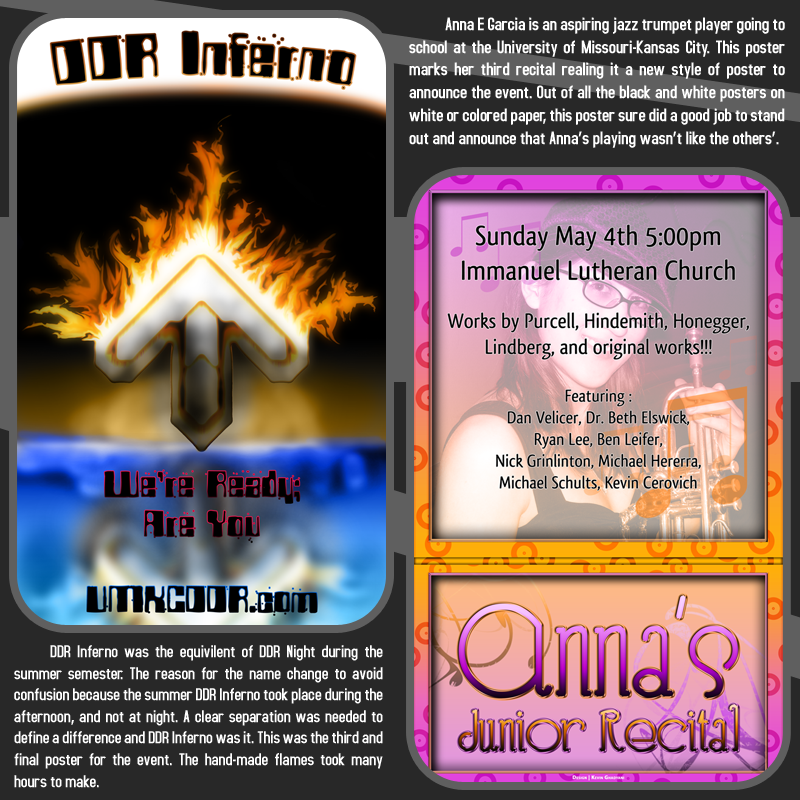 DDR Inferno
We're Ready;
Are You
UMKCDDR.com
DDR Inferno was the equivilent of DDR Night during the
summer semester. The reason for the name change to avoid
confusion because the summer DDR Inferno took place during the
afternoon, and not at night. A clear separation was needed to
define a difference and DDR Inferno was it. This was the third and
final poster for the event. The hand-made flames took many
hours to make.
Anna E Garcia is an aspiring jazz trumpet player going to
school at the University of Missouri-Kansas City. This poster
marks her third recital realing it a new style of poster to
announce the event. Out of all the black and white posters on
white or colored paper, this poster sure did a good job to stand
out and announce that Anna's playing wasn't like the others'.
Sunday May 4th 5:00pm
Immanuel Lutheran Church
Works by Purcell, Hindemith, Honegger,
Lindberg, and original works!!!
Featuring :
Dan Velicer, Dr. Beth Elswick,
Ryan Lee, Ben Leifer,
Nick Grinlinton, Michael Hererra,
Michael Schults, Kevin Cerovich
Anna's
Junior Recital